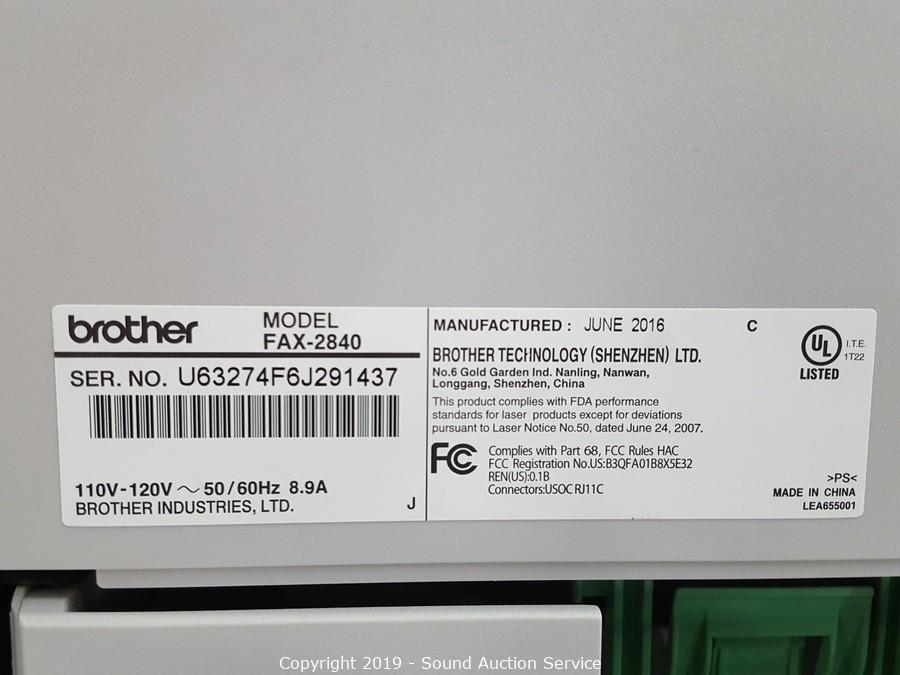 brother
MODEL
FAX-2840
SER. NO. U63274F6J291437
110V-120V ～ 50/60Hz 8.9A
BROTHER INDUSTRIES, LTD.
J
MANUFACTURED : JUNE 2016 C
BROTHER TECHNOLOGY (SHENZHEN) LTD.
No.6 Gold Garden Ind. Nanling, Nanwan,
Longgang, Shenzhen, China
This product complies with FDA performance
standards for laser products except for deviations
pursuant to Laser Notice No.50, dated June 24, 2007.
FCC
Complies with Part 68, FCC Rules HAC
FCC Registration No.US:B3QFA01B8X5E32
REN(US):0.1B
Connectors:USOC RJ11C
UL
LISTED
I.T.E.
1T22
>PS<
MADE IN CHINA
LEA655001
Copyright 2019 - Sound Auction Service